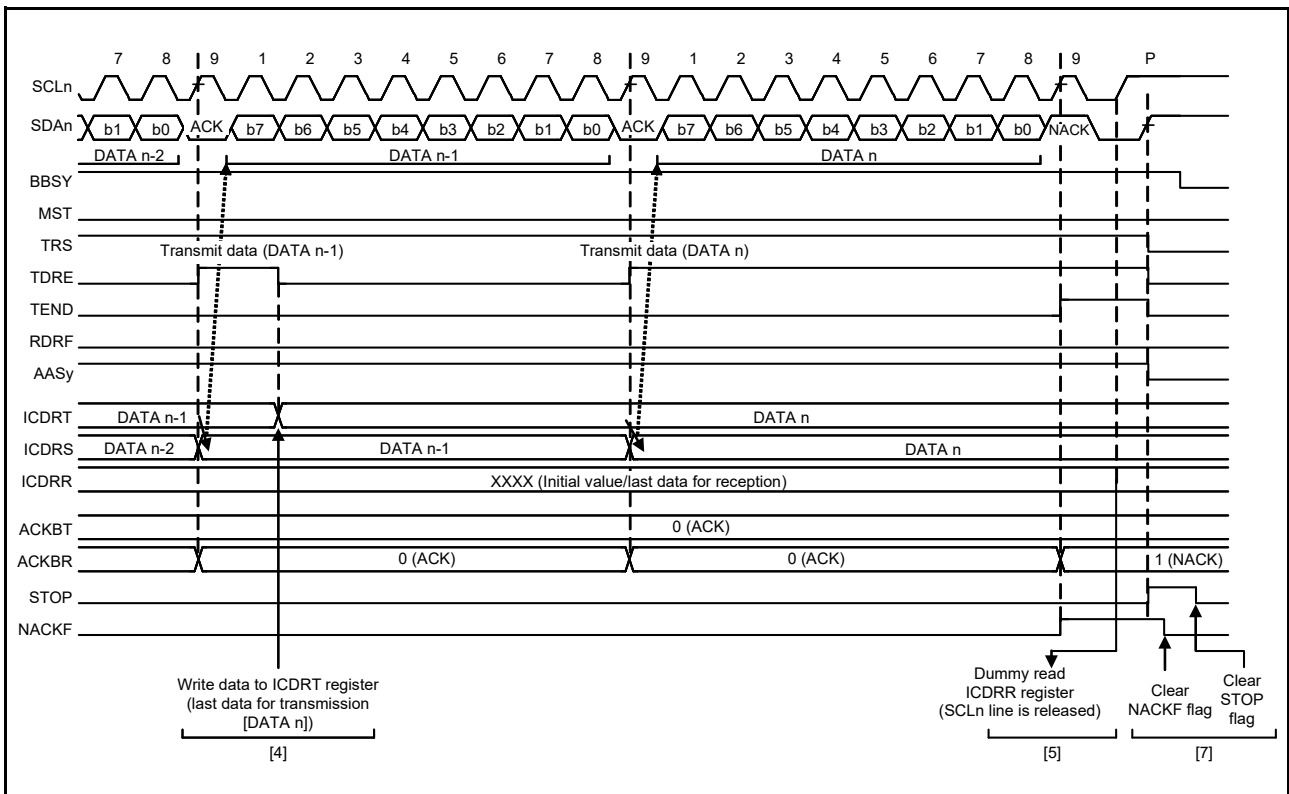 7 8 9 1 2 3 4 5 6 7 8 9 1 2 3 4 5 6 7 8 9 P
SCLn
SDAn b1 b0 ACK b7 b6 b5 b4 b3 b2 b1 b0 ACK b7 b6 b5 b4 b3 b2 b1 b0 NACK
DATA n-2 DATA n-1 DATA n
BBSY
MST
TRS
Transmit data (DATA n-1) Transmit data (DATA n)
TDRE
TEND
RDRF
AASy
ICDRT DATA n-1 DATA n
ICDRS DATA n-2 DATA n-1 DATA n
ICDRR XXXX (Initial value/last data for reception)
ACKBT 0 (ACK)
ACKBR 0 (ACK) 0 (ACK) 1 (NACK)
STOP
NACKF
Write data to ICDRT register
(last data for transmission
[DATA n])
[4]
Dummy read
ICDRR register
(SCLn line is released)
[5]
Clear
NACKF flag
Clear
STOP
flag
[7]